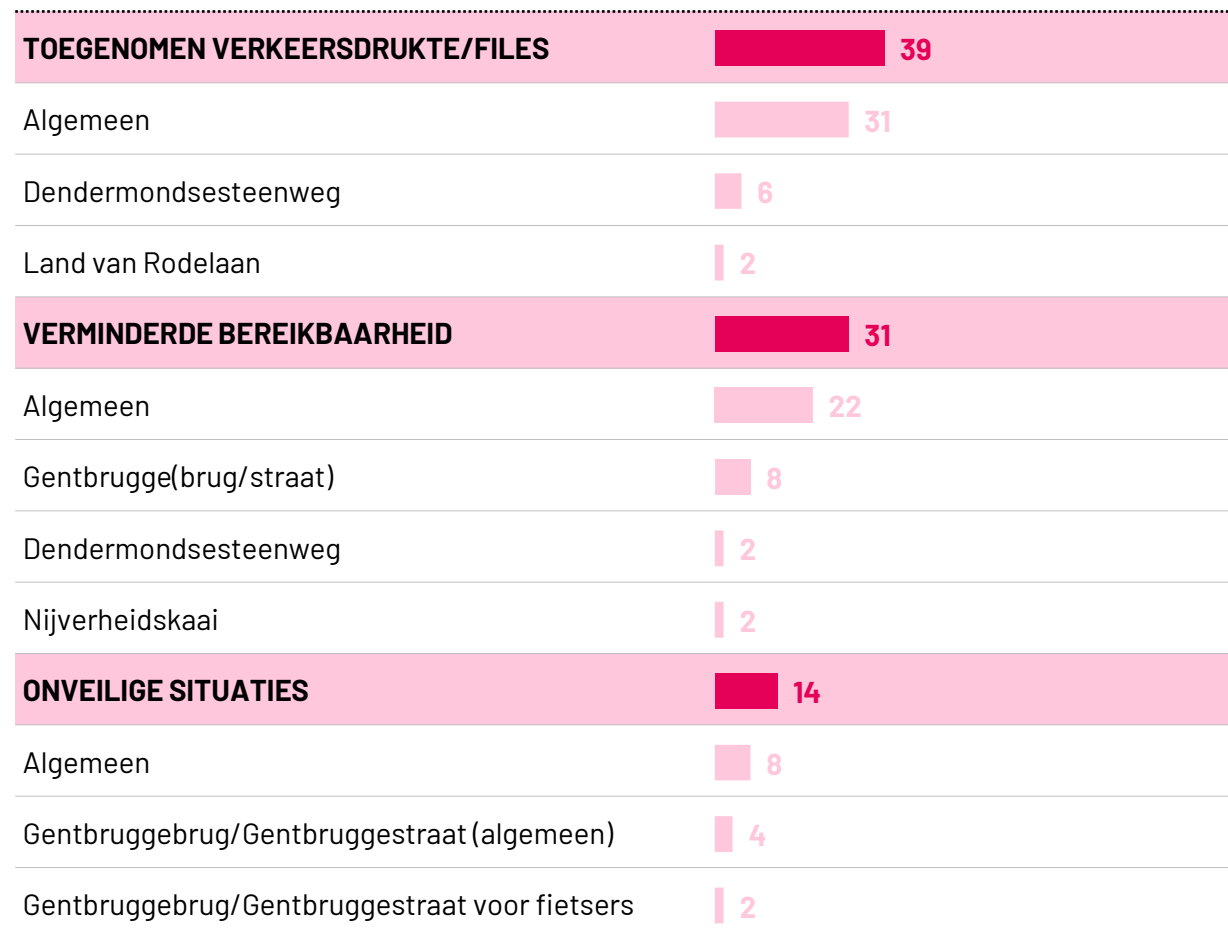 TOEGENOMEN VERKEERSDRUKTE/FILES 39
Algemeen 31
Dendermondsesteenweg 6
Land van Rodelaan 2
VERMINDERDE BEREIKBAARHEID 31
Algemeen 22
Gentbrugge(brug/straat) 8
Dendermondsesteenweg 2
Nijverheidskaai 2
ONVEILIGE SITUATIES 14
Algemeen 8
Gentbruggebrug/Gentbruggestraat (algemeen) 4
Gentbruggebrug/Gentbruggestraat voor fietsers 2